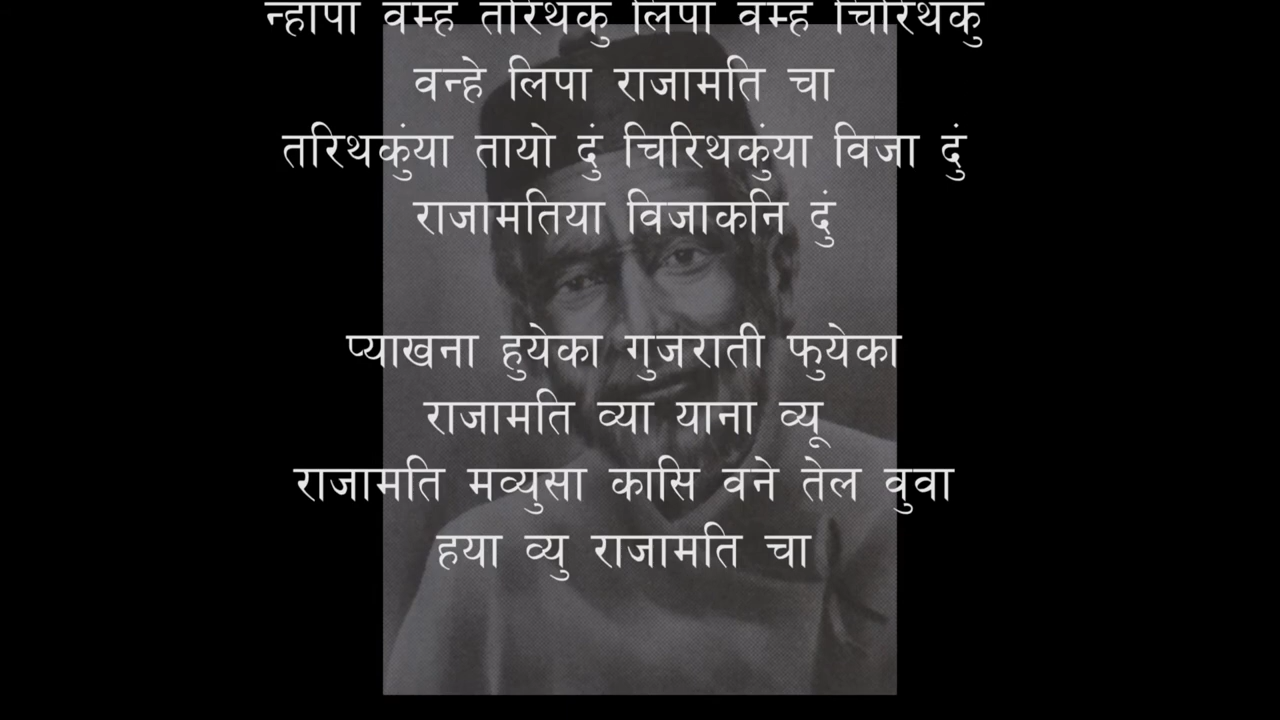 न्हापा वम्ह तरिथकु लिपा वम्ह चिरिथकु
वन्हे लिपा राजामति चा
तरिथकुंया तायो दुं चिरिथकुंया विजा दुं
राजामतिया विजाकनि दुं
प्याखना हुयेका गुजराती फुयेका
राजामति व्या याना व्यू
राजामति मव्युसा कासि वने तेल वुवा
हया व्यु राजामति चा